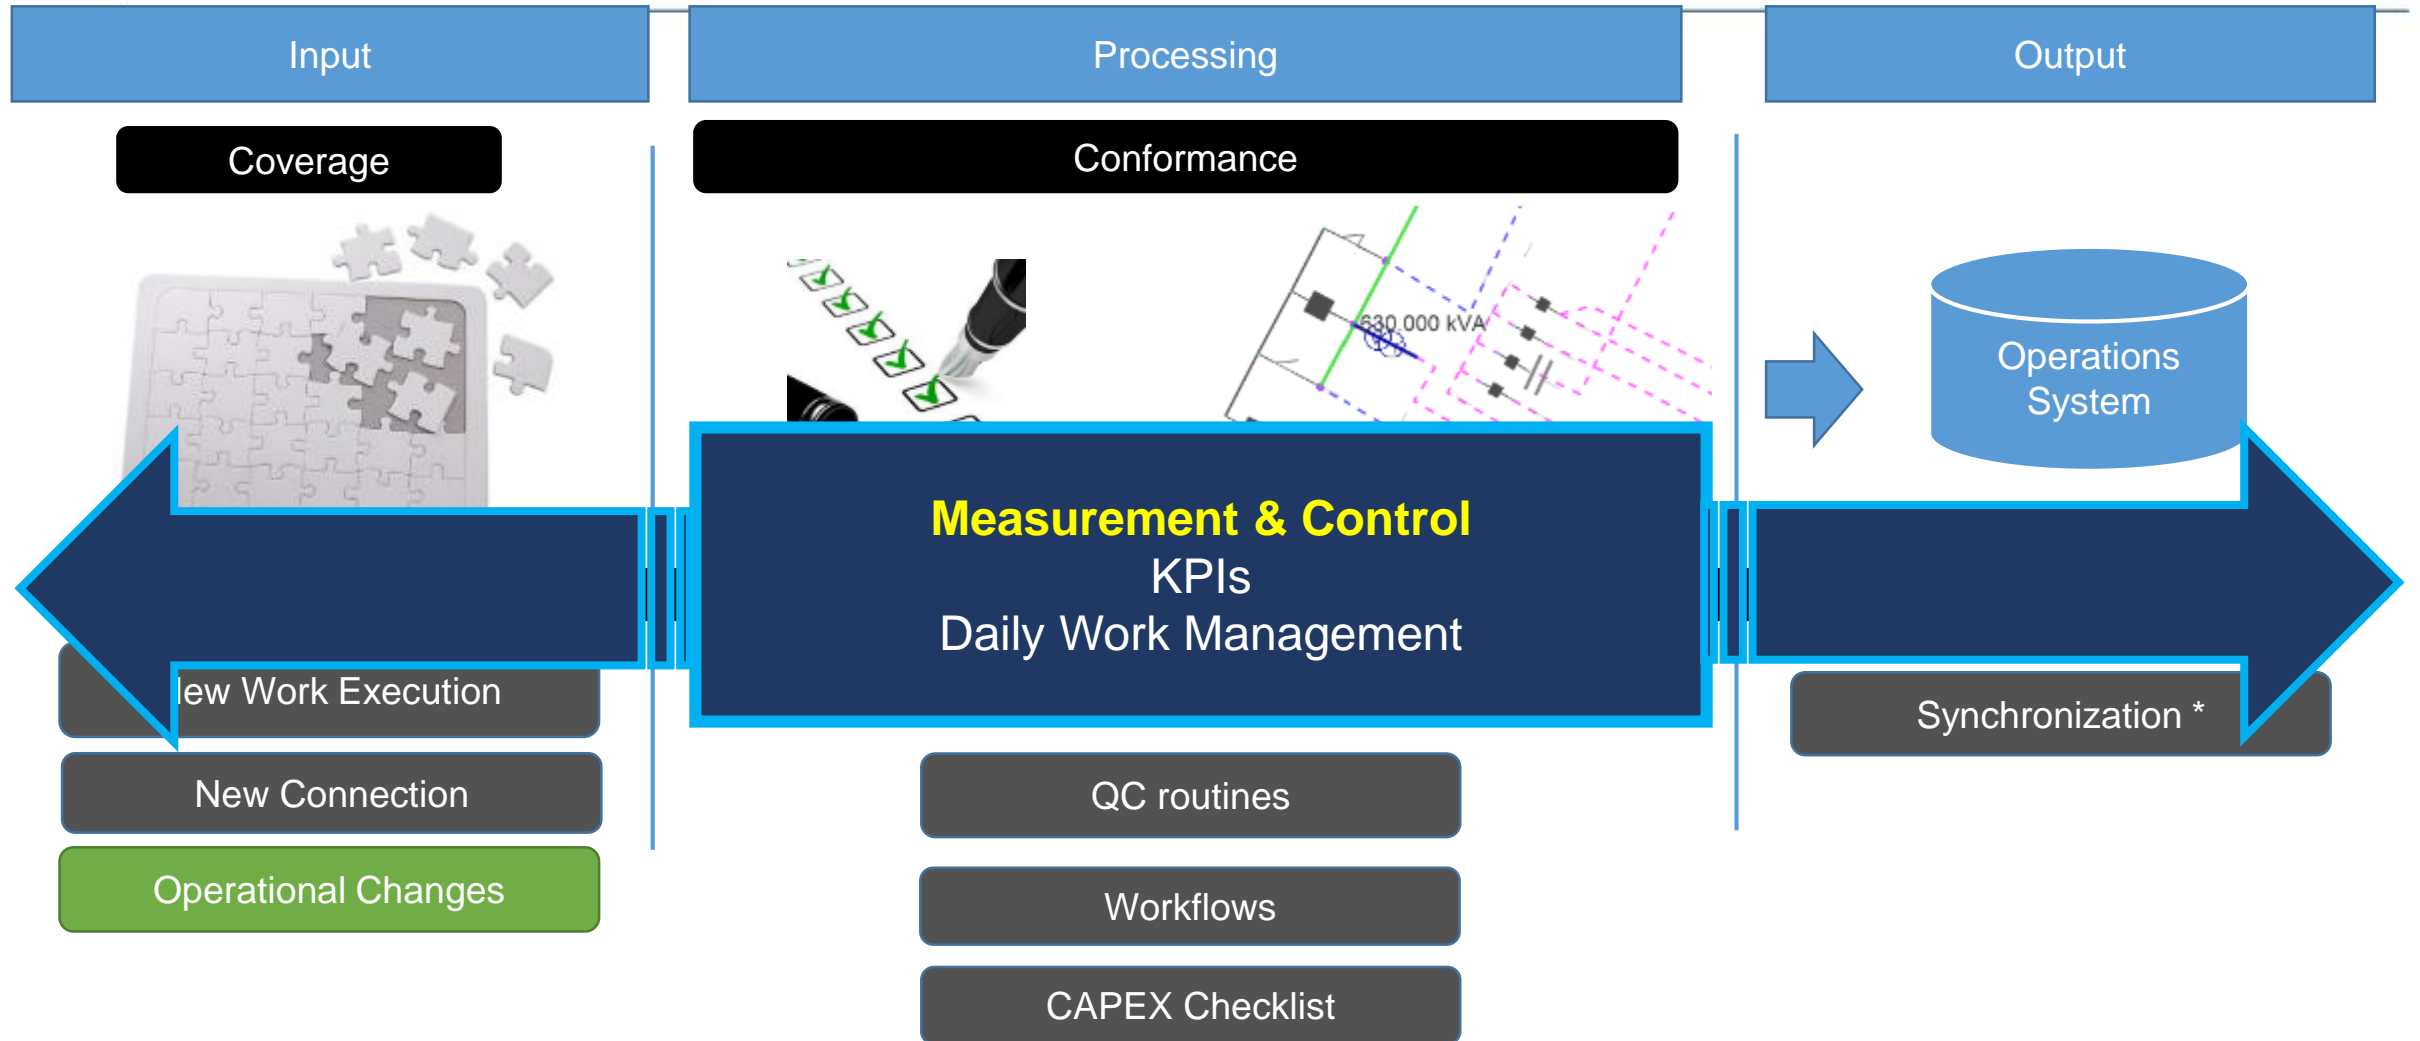 Input
Processing
Output
Coverage
Conformance
630.000 kVA
Operations
System
Measurement & Control
KPIs
Daily Work Management
ew Work Execution
Synchronization *
New Connection
QC routines
Operational Changes
Workflows
CAPEX Checklist